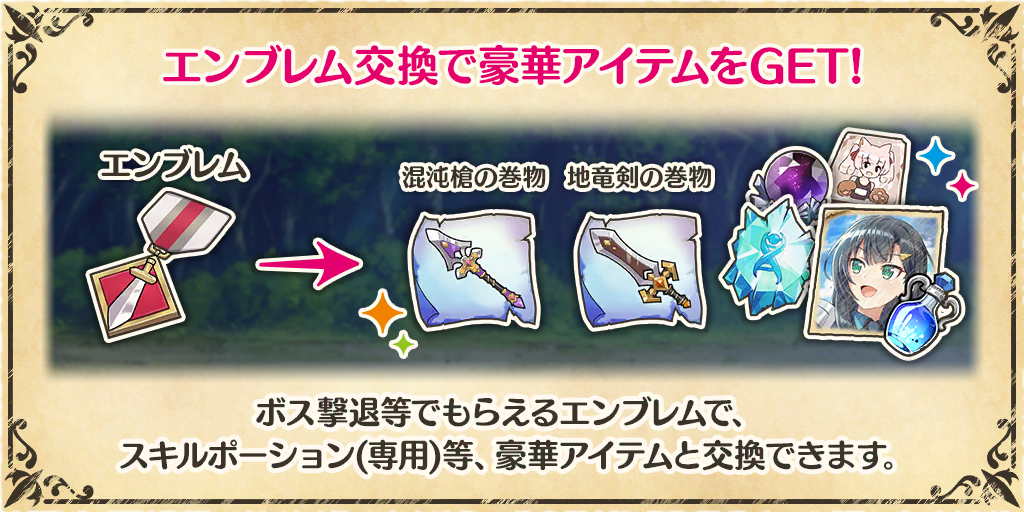 エンブレム交換で豪華アイテムをGET!
エンブレム
混沌槍の巻物
地竜剣の巻物
ボス撃退等でもらえるエンブレムで、
スキルポーション(専用)等、豪華アイテムと交換できます。